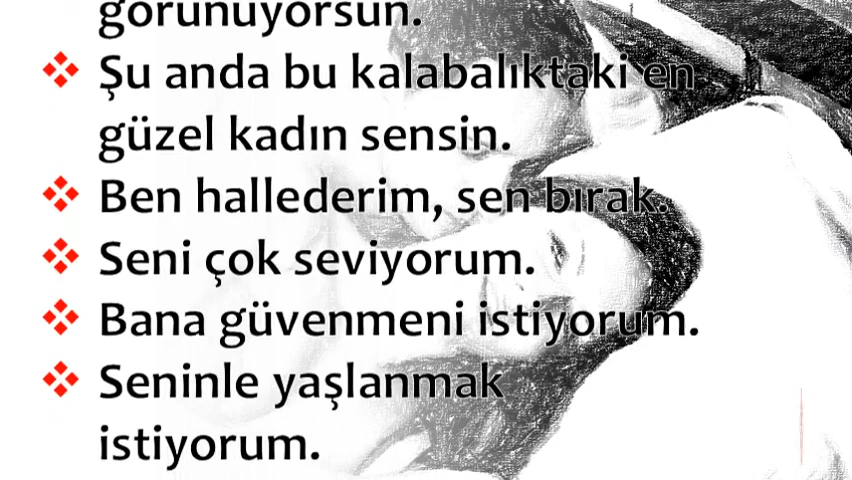 görünüyorsun.
Şu anda bu kalabalıktaki en
güzel kadın sensin.
Ben hallederim, sen bırak.
Seni çok seviyorum.
Bana güvenmeni istiyorum.
Seninle yaşlanmak
istiyorum.